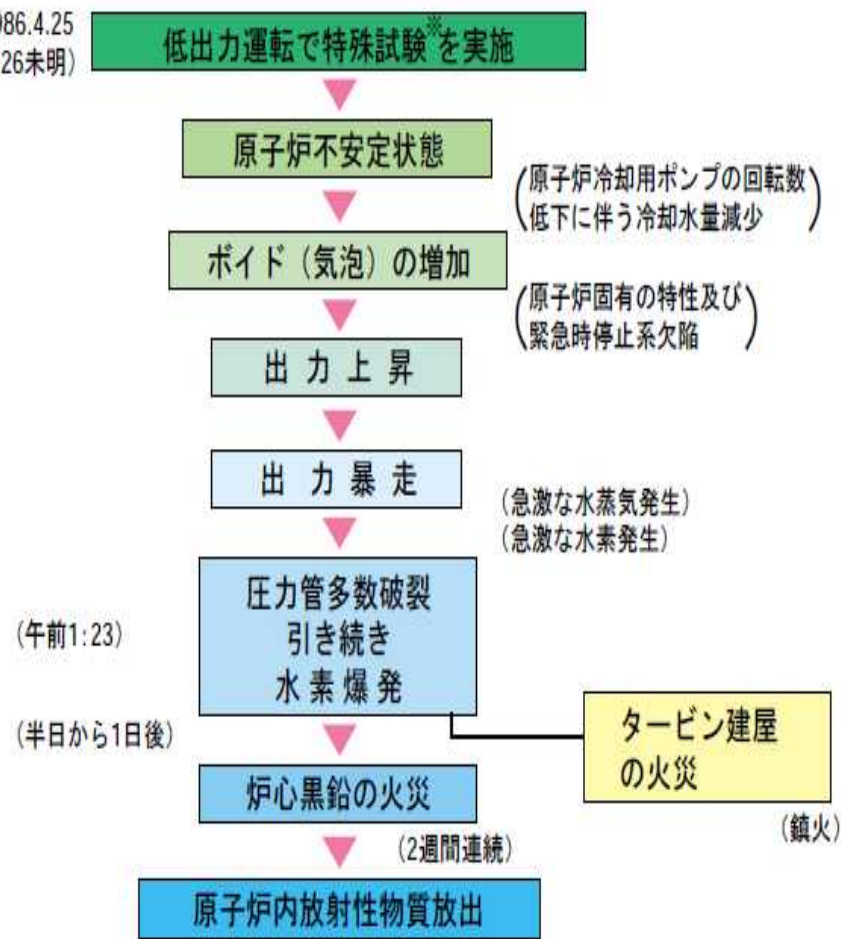 986.4.25
26未明）
低出力運転で特殊試験※を実施
原子炉不安定状態
（原子炉冷却用ポンプの回転数
低下に伴う冷却水量減少）
ボイド（気泡）の増加
（原子炉固有の特性及び
緊急時停止系欠陥）
出力上昇
出力暴走
（急激な水蒸気発生）
（急激な水素発生）
（午前1:23）
圧力管多数破裂
引き続き
水素爆発
（半日から1日後）
タービン建屋
の火災
（鎮火）
炉心黒鉛の火災
（2週間連続）
原子炉内放射性物質放出